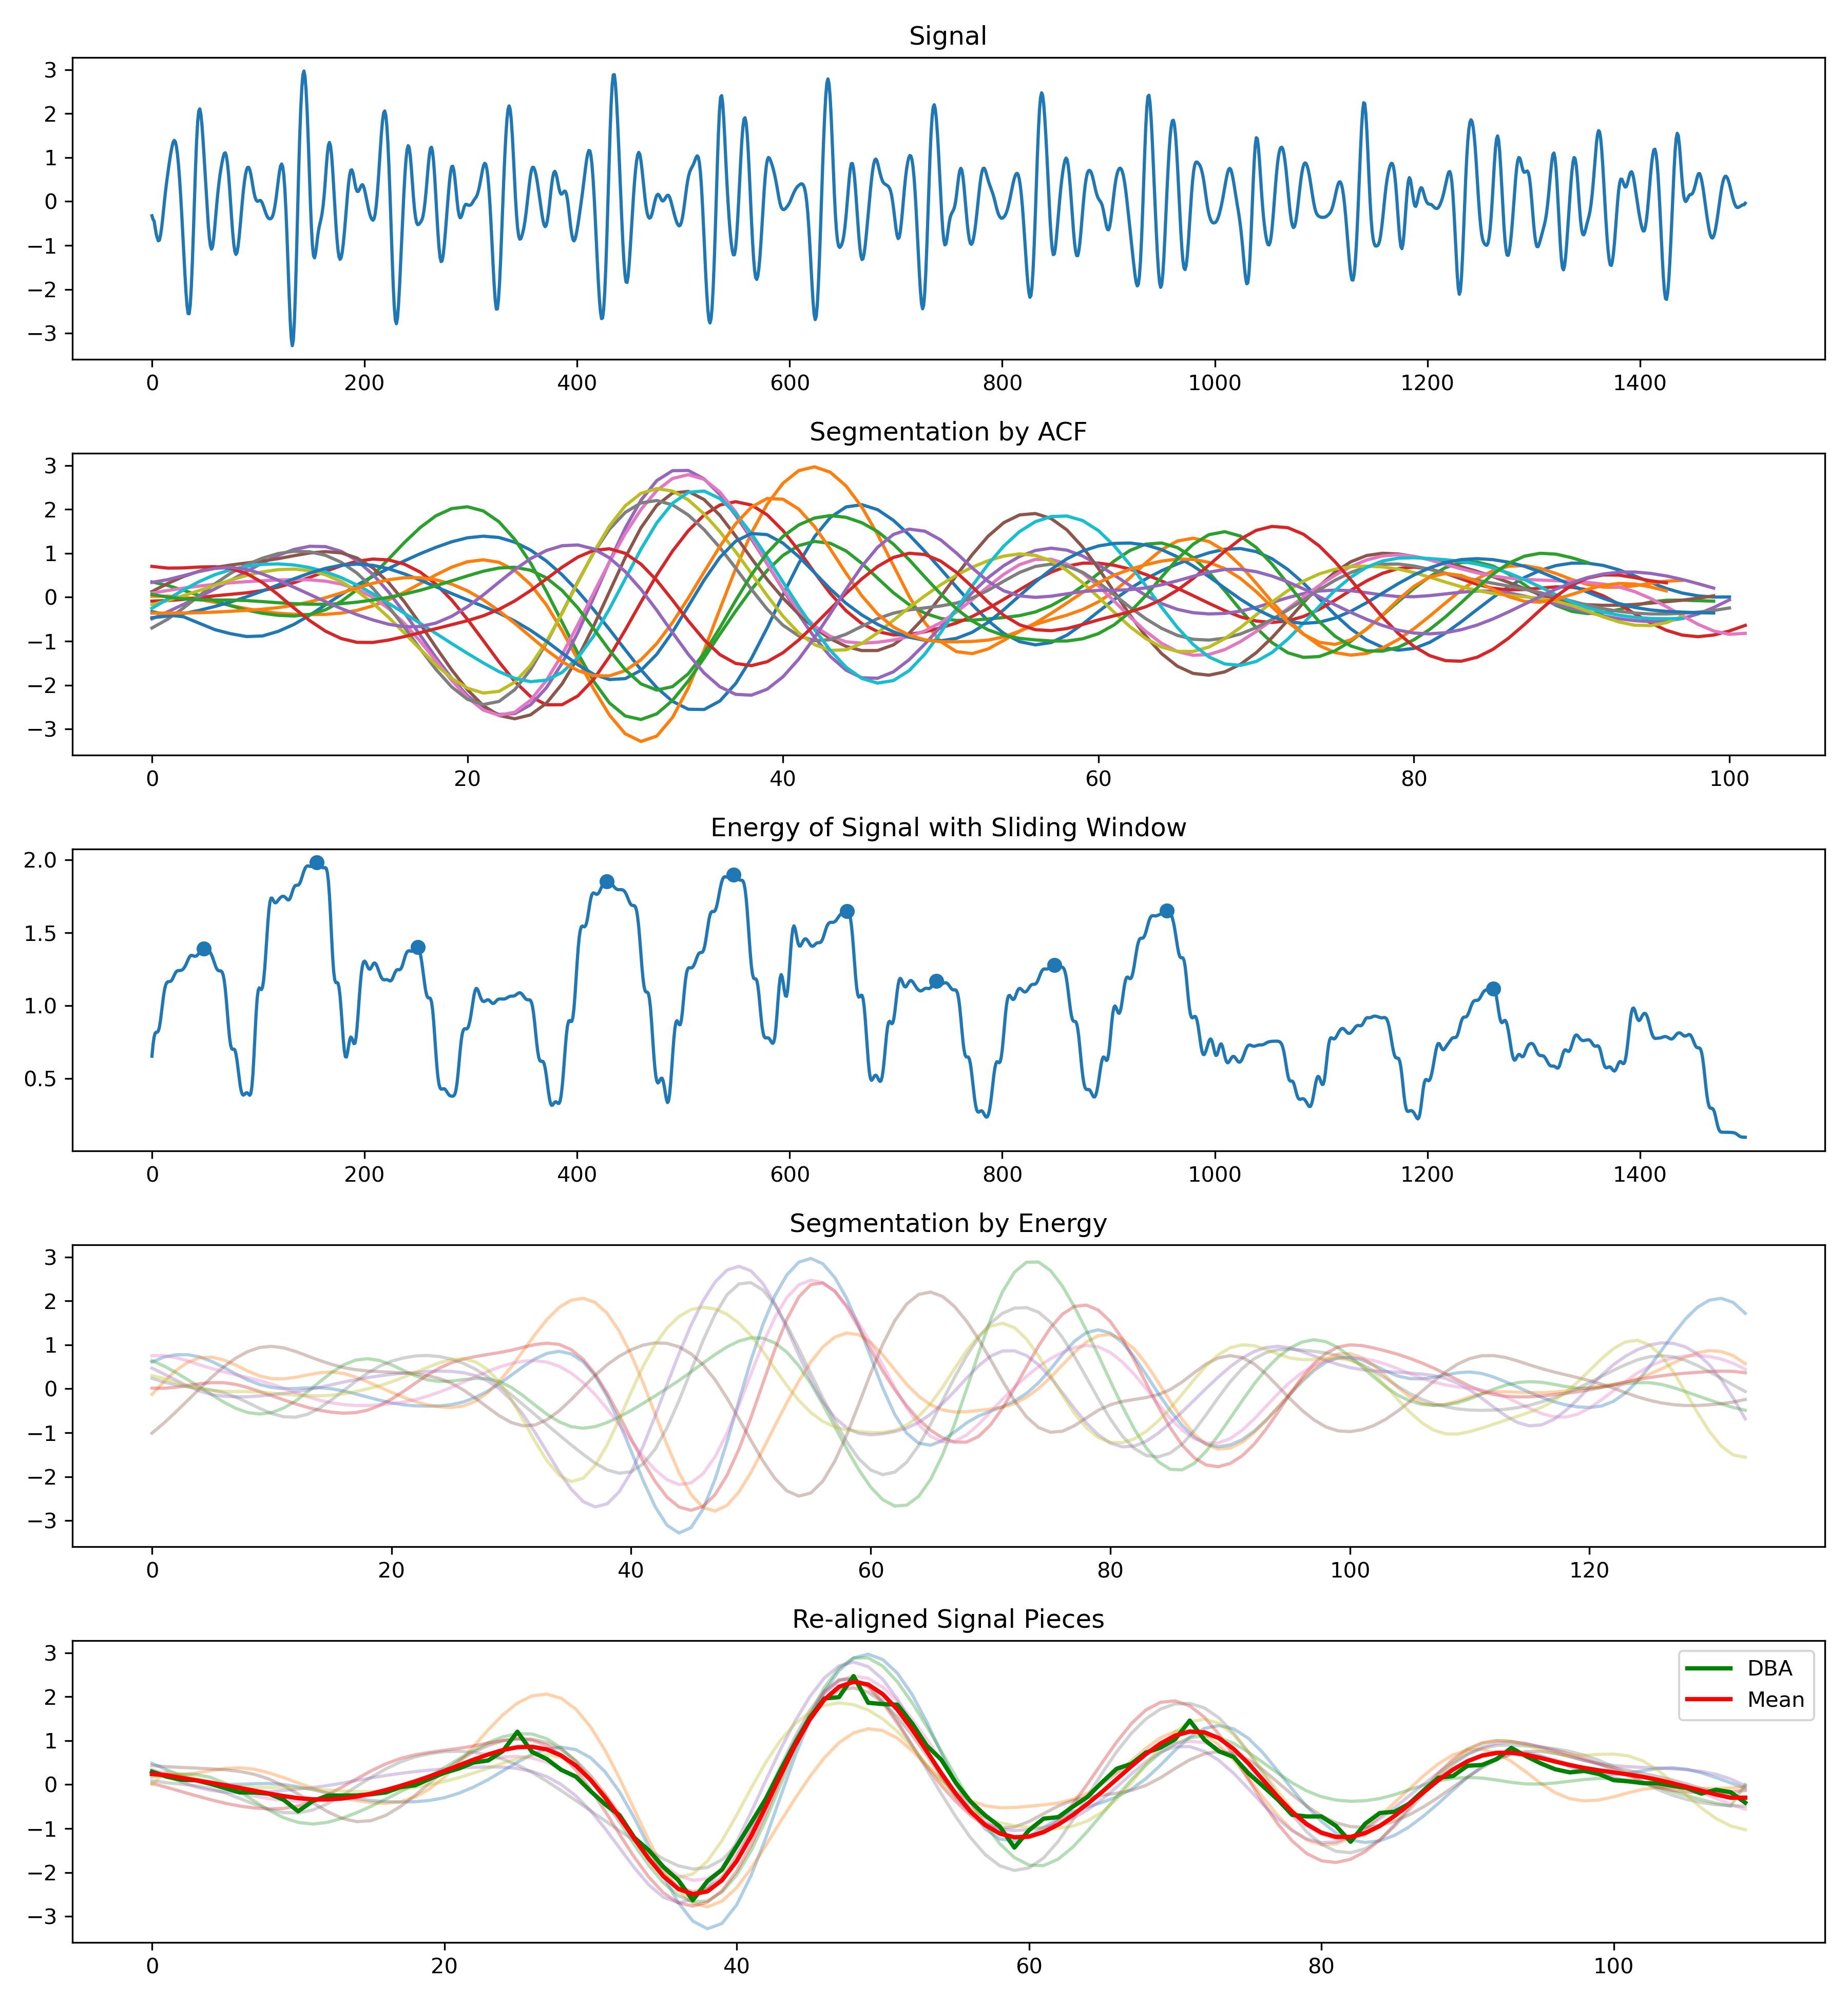 Signal
3
2
1
0
−1
−2
−3
0 200 400 600 800 1000 1200 1400
Segmentation by ACF
3
2
1
0
−1
−2
−3
0 20 40 60 80 100
Energy of Signal with Sliding Window
2.0
1.5
1.0
0.5
0 200 400 600 800 1000 1200 1400
Segmentation by Energy
3
2
1
0
−1
−2
−3
0 20 40 60 80 100 120
Re-aligned Signal Pieces
3
2
1
0
−1
−2
−3
DBA
Mean
0 20 40 60 80 100